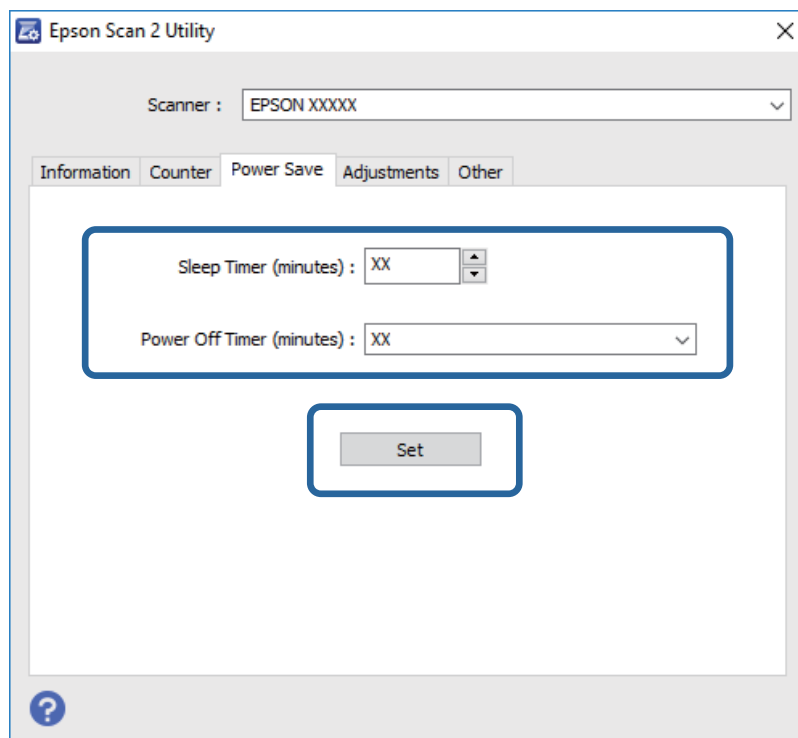 Epson Scan 2 Utility
Scanner : EPSON XXXXX
Information Counter Power Save Adjustments Other
Sleep Timer (minutes) : XX
Power Off Timer (minutes) : XX
Set
?